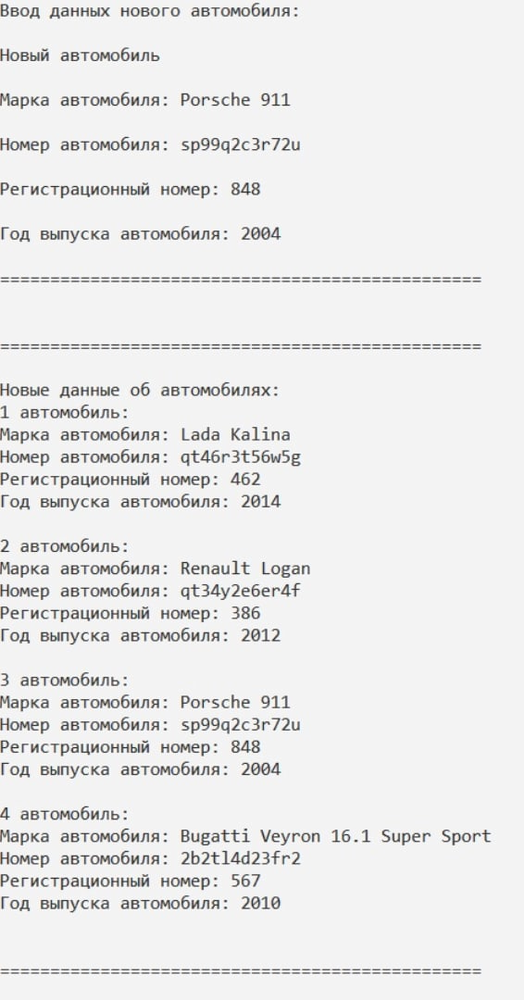 Ввод данных нового автомобиля:
Новый автомобиль
Марка автомобиля: Porsche 911
Номер автомобиля: sp99q2c3r72u
Регистрационный номер: 848
Год выпуска автомобиля: 2004
================================================
================================================
Новые данные об автомобилях:
1 автомобиль:
Марка автомобиля: Lada Kalina
Номер автомобиля: qt46r3t56w5g
Регистрационный номер: 462
Год выпуска автомобиля: 2014
2 автомобиль:
Марка автомобиля: Renault Logan
Номер автомобиля: qt34y2e6er4f
Регистрационный номер: 386
Год выпуска автомобиля: 2012
3 автомобиль:
Марка автомобиля: Porsche 911
Номер автомобиля: sp99q2c3r72u
Регистрационный номер: 848
Год выпуска автомобиля: 2004
4 автомобиль:
Марка автомобиля: Bugatti Veyron 16.1 Super Sport
Номер автомобиля: 2b2tl4d23fr2
Регистрационный номер: 567
Год выпуска автомобиля: 2010
================================================